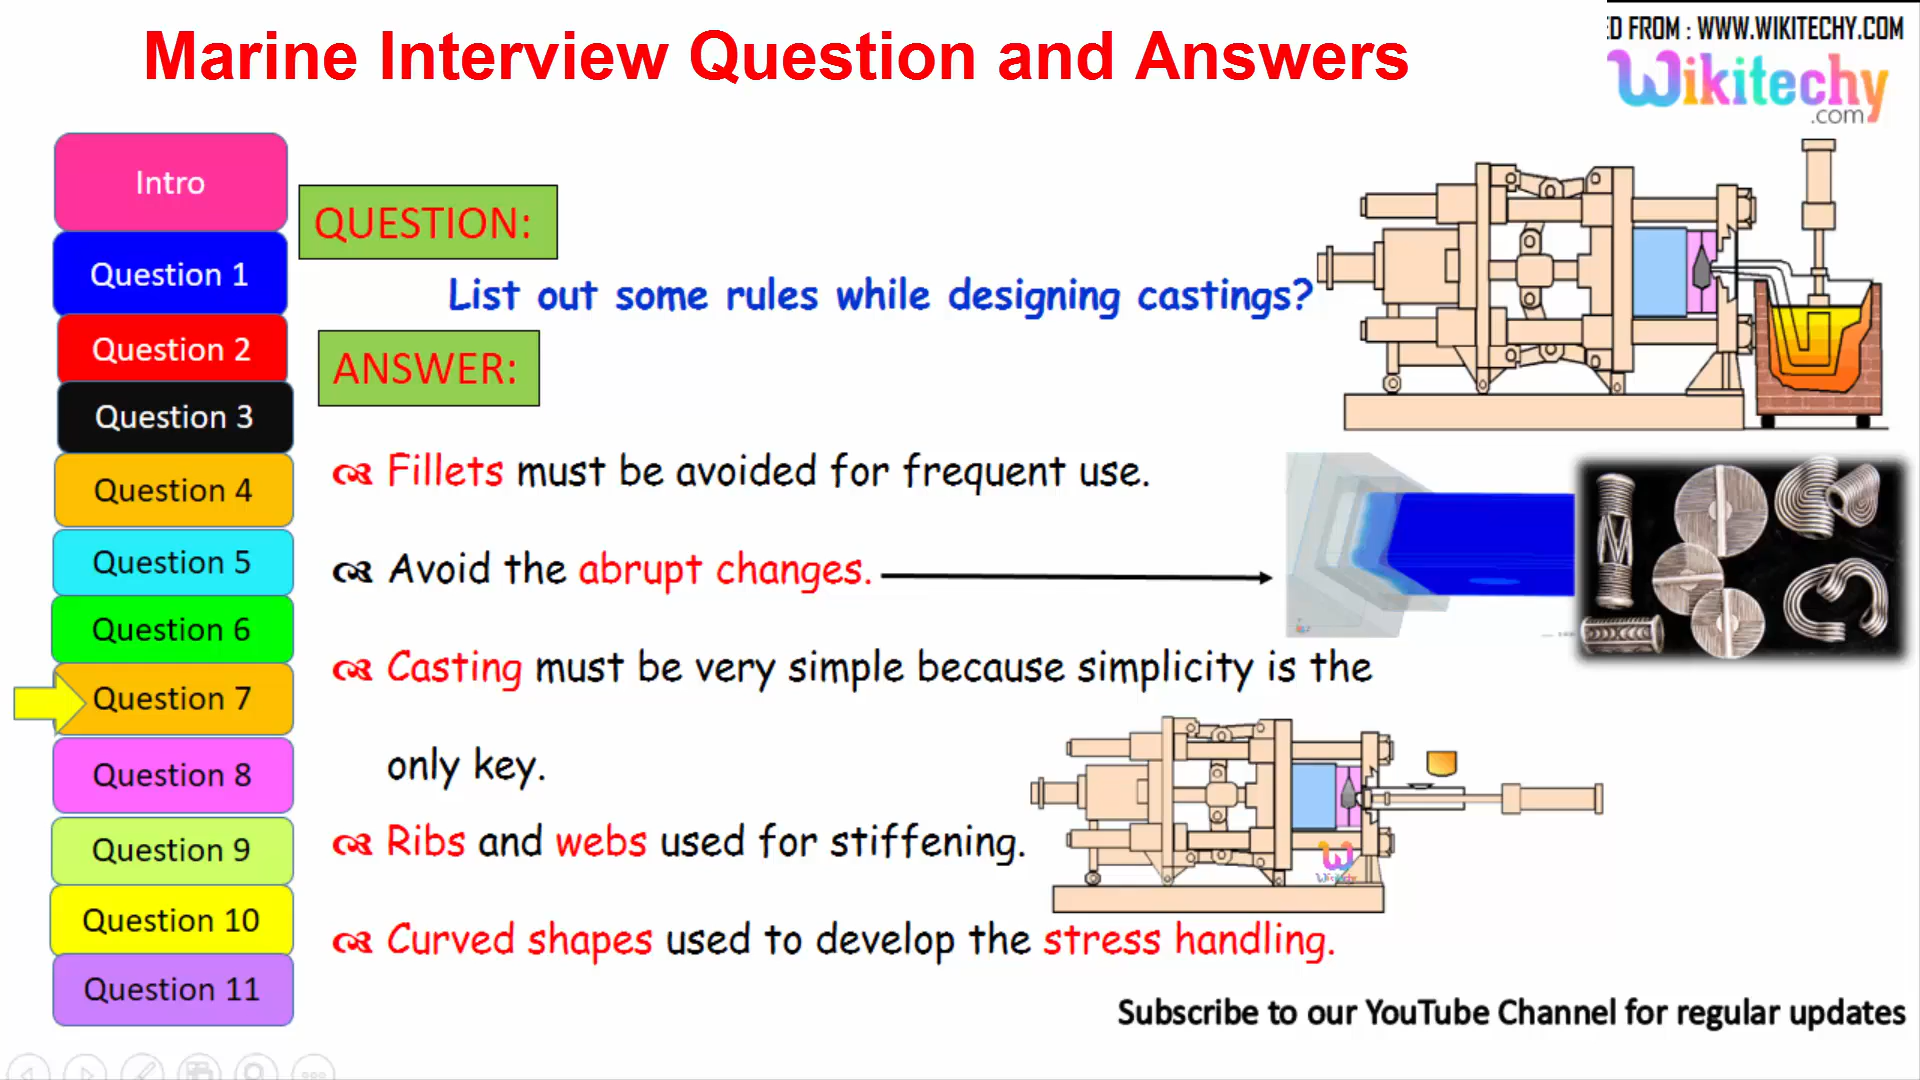 Marine Interview Question and Answers
D FROM : WWW.WIKITECHY.COM
Wikitechy
.com
Intro
Question 1
Question 2
Question 3
Question 4
Question 5
Question 6
Question 7
Question 8
Question 9
Question 10
Question 11
QUESTION:
List out some rules while designing castings?
ANSWER:
Fillets must be avoided for frequent use.
Avoid the abrupt changes.
Casting must be very simple because simplicity is the
only key.
Ribs and webs used for stiffening.
Wikitechy
Curved shapes used to develop the stress handling.
Subscribe to our YouTube Channel for regular updates